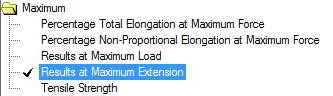 Maximum
Percentage Total Elongation at Maximum Force
Percentage Non-Proportional Elongation at Maximum Force
Results at Maximum Load
Results at Maximum Extension
Tensile Strength